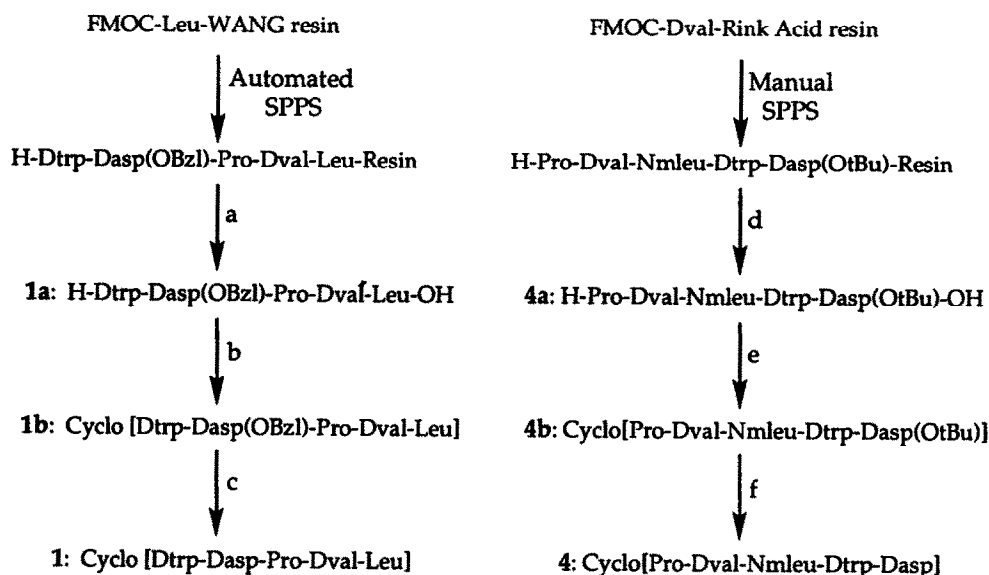 FMOC-Leu-WANG resin
Automated
SPPS
H-Dtrp-Dasp(OBzl)-Pro-Dval-Leu-Resin
a
1a: H-Dtrp-Dasp(OBzl)-Pro-Dval-Leu-OH
b
1b: Cyclo [Dtrp-Dasp(OBzl)-Pro-Dval-Leu]
c
1: Cyclo [Dtrp-Dasp-Pro-Dval-Leu]
FMOC-Dval-Rink Acid resin
Manual
SPPS
H-Pro-Dval-Nmleu-Dtrp-Dasp(OtBu)-Resin
d
4a: H-Pro-Dval-Nmleu-Dtrp-Dasp(OtBu)-OH
e
4b: Cyclo[Pro-Dval-Nmleu-Dtrp-Dasp(OtBu)]
f
4: Cyclo[Pro-Dval-Nmleu-Dtrp-Dasp]